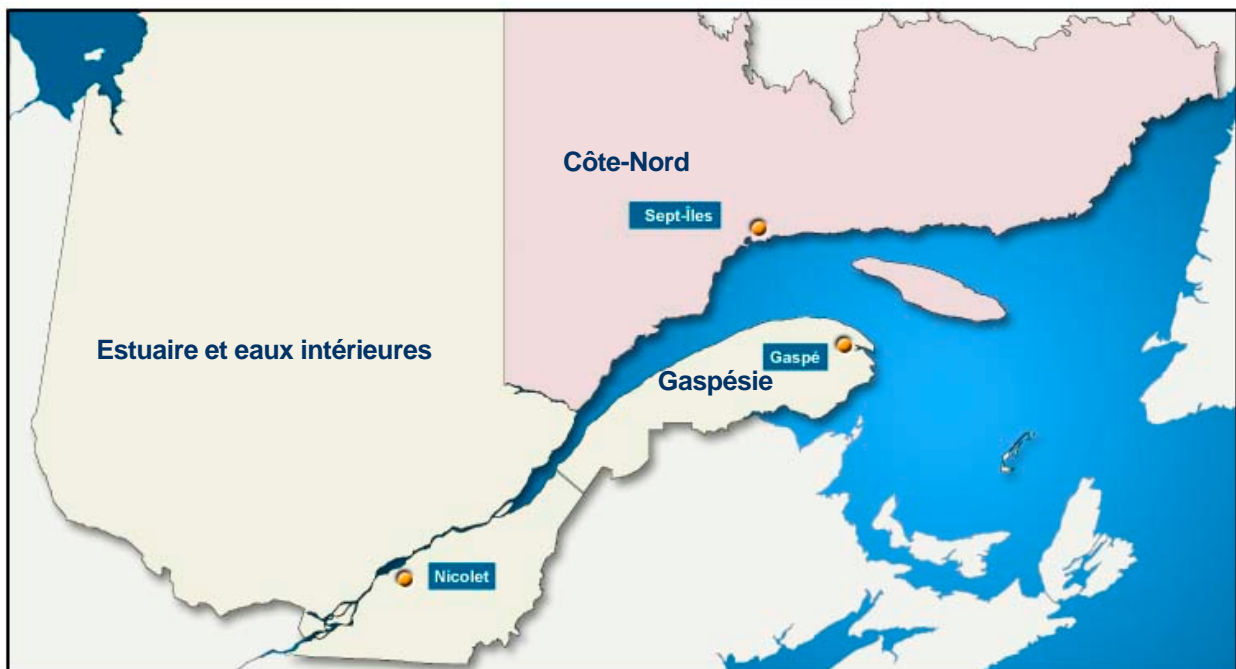 Côte-Nord
Sept-Îles
Estuaire et eaux intérieures
Gaspé
Gaspésie
Nicolet